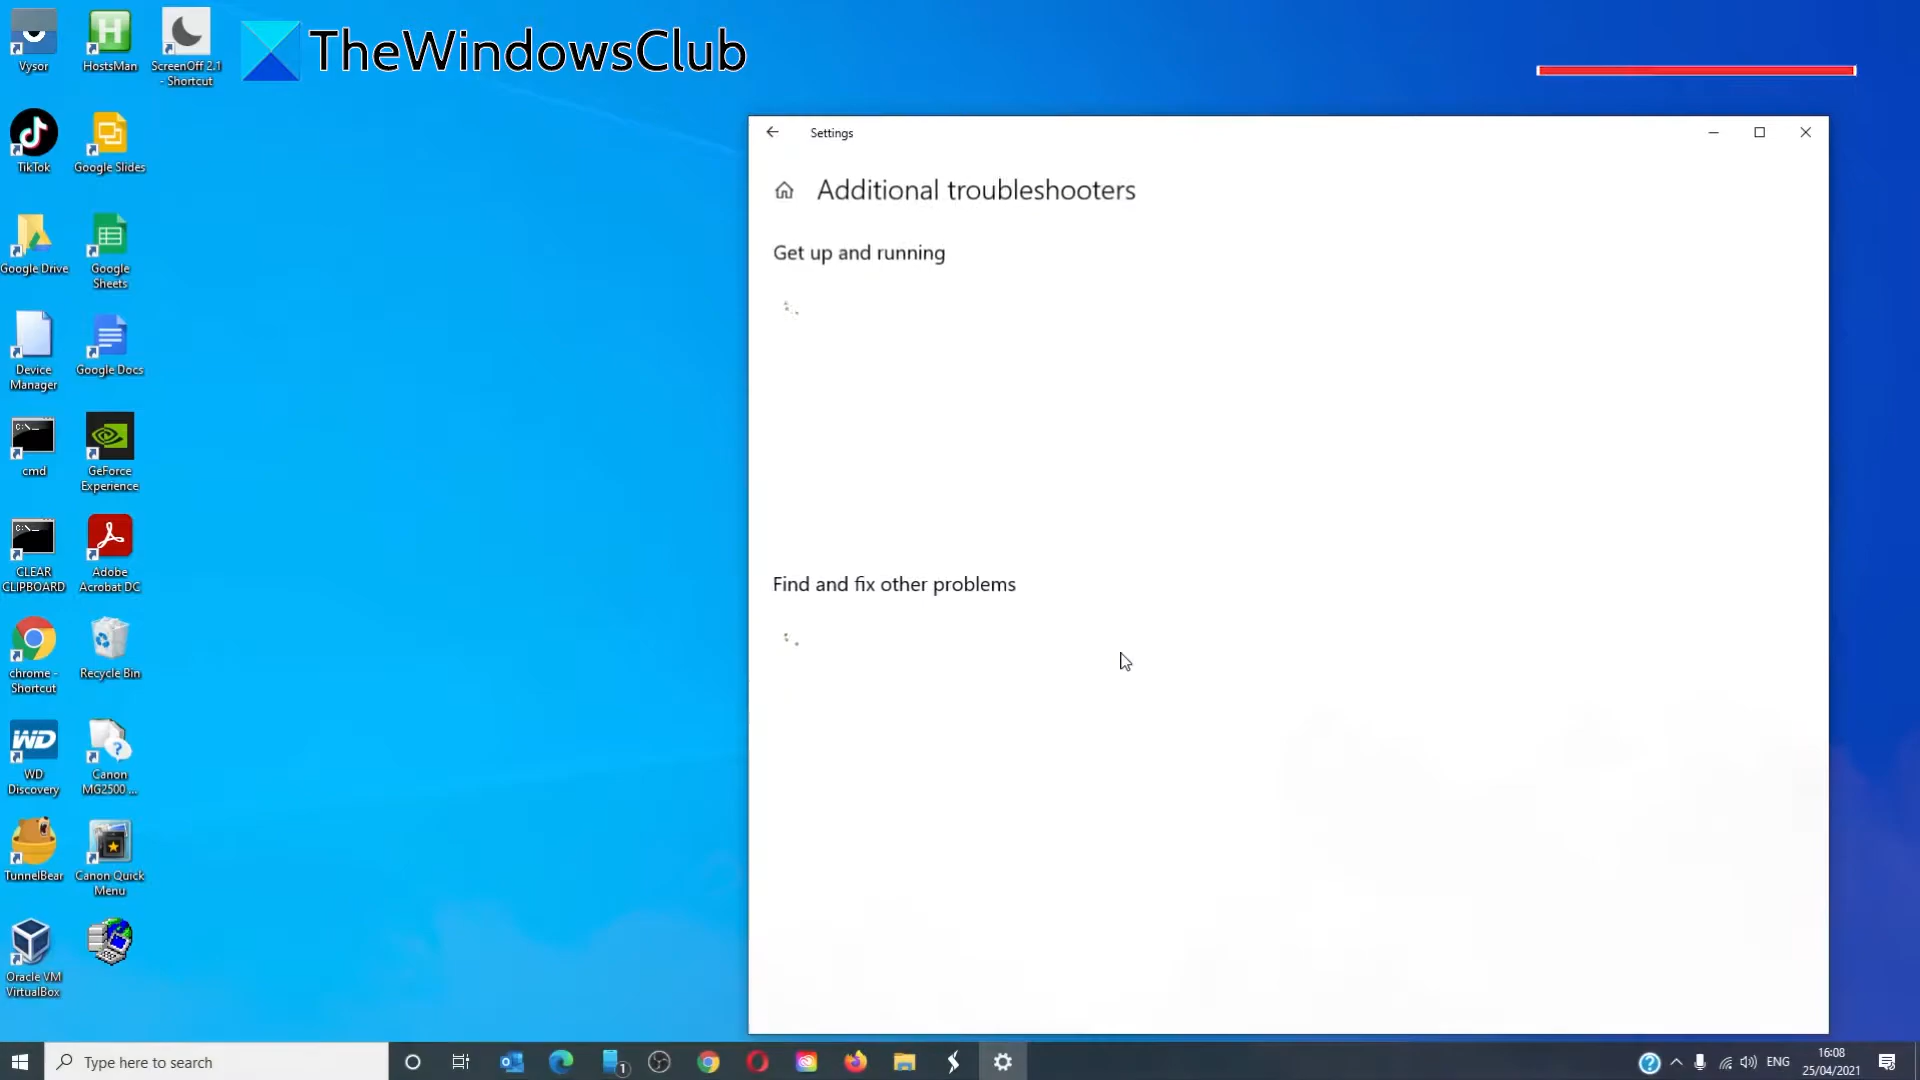 TheWindowsClub
Vysor
HostsMan
ScreenOff 2.1
- Shortcut
TikTok
Google Slides
Google Drive
Google
Sheets
Device
Manager
Google Docs
cmd
GeForce
Experience
CLEAR
CLIPBOARD
Adobe
Acrobat DC
chrome -
Shortcut
Recycle Bin
WD
WD
Discovery
Canon
MG2500 ...
TunnelBear
Canon Quick
Menu
Oracle VM
VirtualBox
Settings
Additional troubleshooters
Get up and running
Find and fix other problems
Type here to search
1
ENG
16:08
25/04/2021